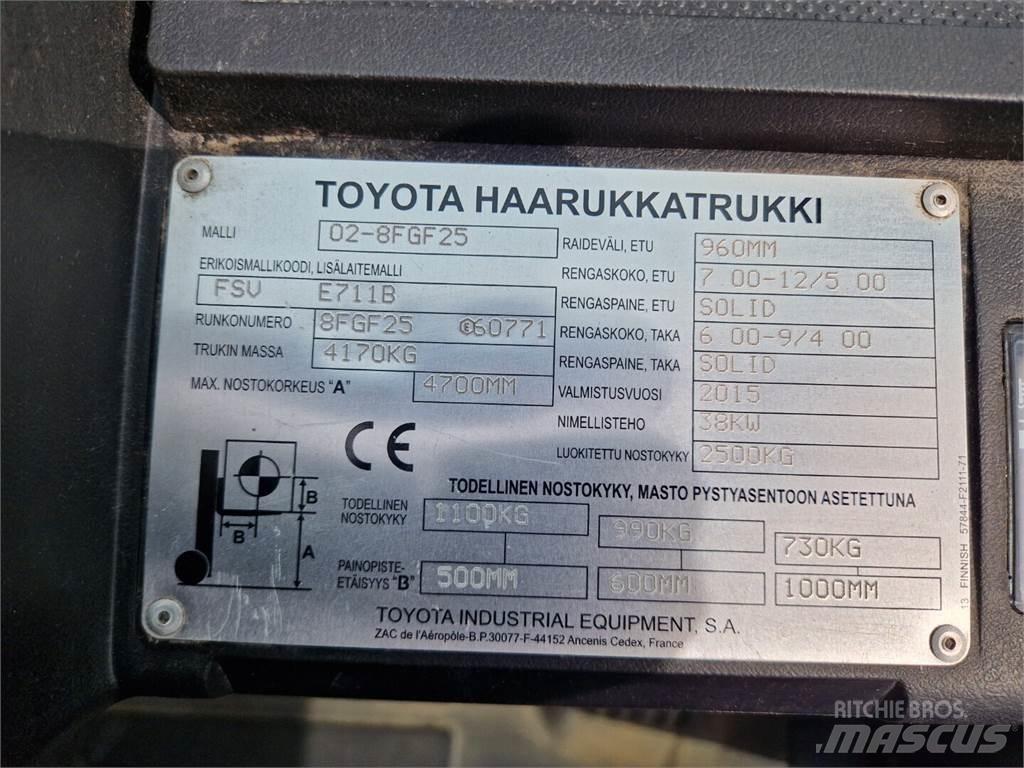 TOYOTA HAARUKKATRUKKI
MALLI 02-8FGF25
ERIKOISMALLIKOODI, LISÄLAITEMALLI
FSV E711B
RUNKONUMERO 8FGF25 E60771
TRUKIN MASSA 4170KG
MAX. NOSTOKORKEUS "A" 4700MM
RAIDEVÄLI, ETU 960MM
RENGASKOKO, ETU 7 00-12/5 00
RENGASPAINE, ETU SOLID
RENGASKOKO, TAKA 6 00-9/4 00
RENGASPAINE, TAKA SOLID
VALMISTUSVUOSI 2015
NIMELLISTEHO 38KW
LUOKITETTU NOSTOKYKY 2500KG
CE
B
B
A
TODELLINEN NOSTOKYKY, MASTO PYSTYASENTOON ASETETTUNA
TODELLINEN
NOSTOKYKY 1100KG 990KG 730KG
PAINOPISTE-
ETÄISYYS "B" 500MM 600MM 1000MM
TOYOTA INDUSTRIAL EQUIPMENT, S.A.
ZAC de l'Aéropôle-B.P.30077-F-44152 Ancenis Cedex, France
13 FINNISH 57844-F2111-71
RITCHIE BROS.
MASCUS